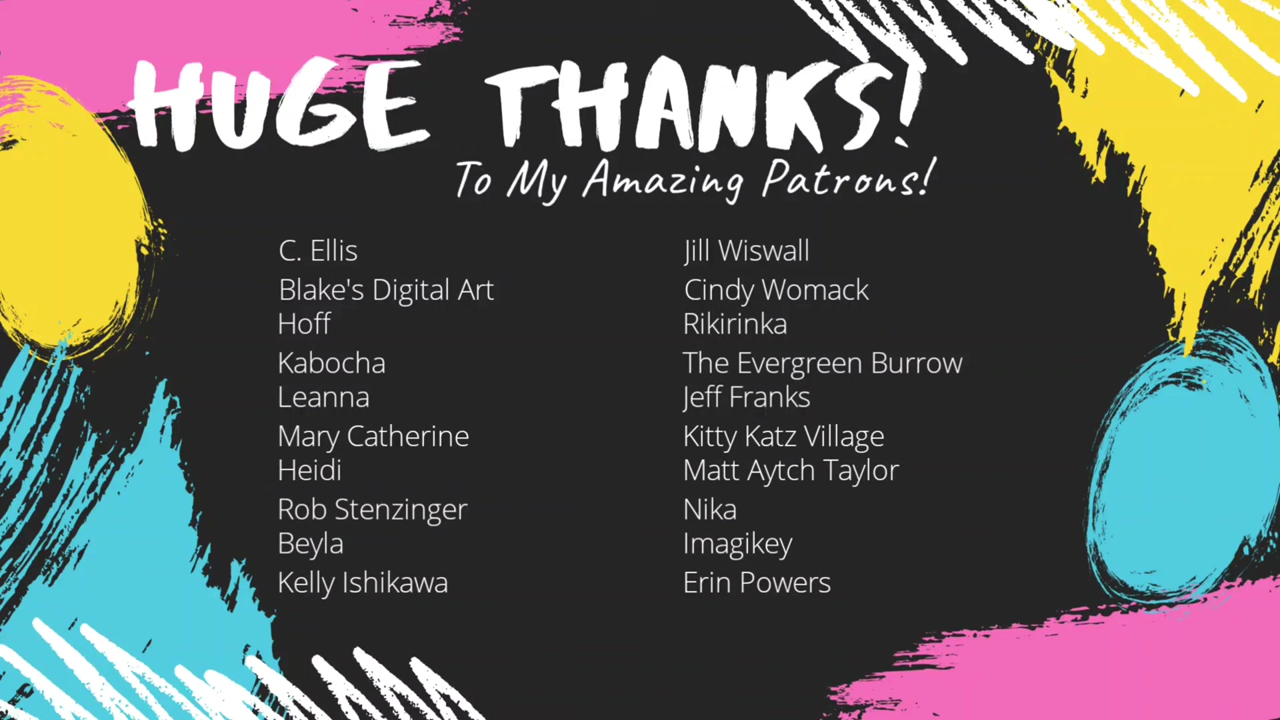 HUGE THANKS!
To My Amazing Patrons!
C. Ellis
Blake's Digital Art
Hoff
Kabocha
Leanna
Mary Catherine
Heidi
Rob Stenzinger
Beyla
Kelly Ishikawa
Jill Wiswall
Cindy Womack
Rikirinka
The Evergreen Burrow
Jeff Franks
Kitty Katz Village
Matt Aytch Taylor
Nika
Imagikey
Erin Powers